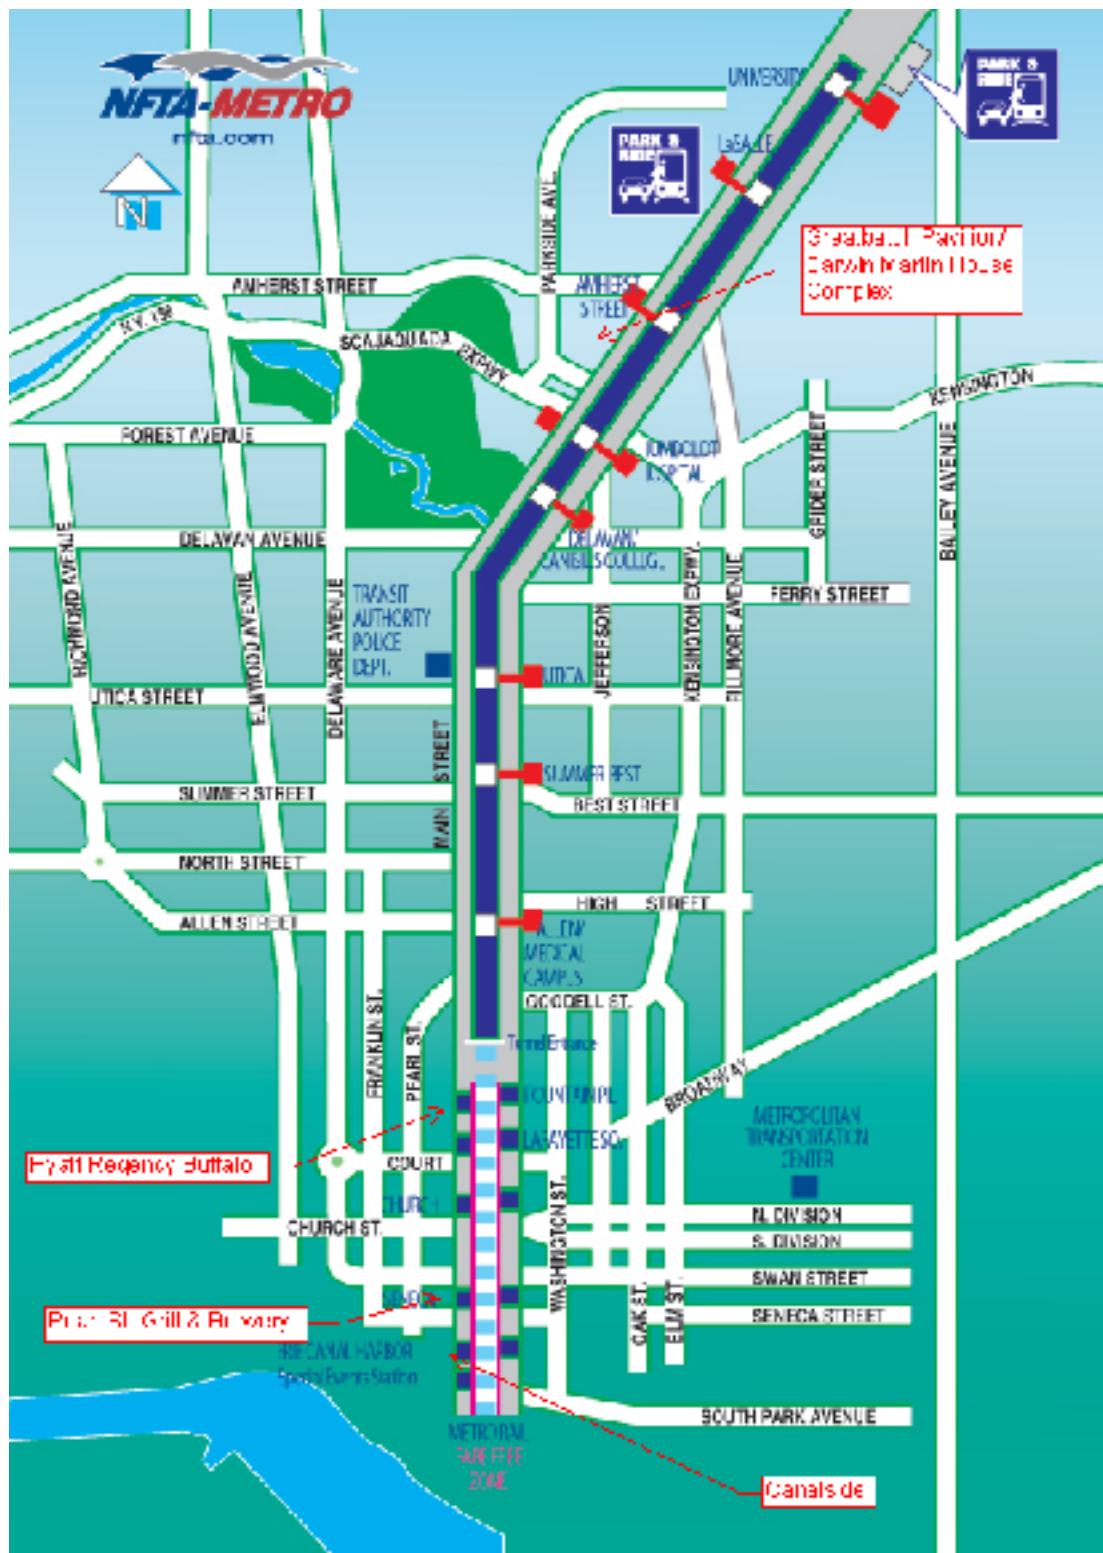 NFTA-METRO
nfta.com
N
PARK &
RIDE
UNIVERSITY
PARK &
RIDE
LaSALLE
PARKSIDE AVE.
Greatbatch Pavilion/
Darwin Martin House
Complex
AMHERST STREET
AMHERST
STREET
N.Y. 198
SCAJAQUADA EXPWY
KENSINGTON
FOREST AVENUE
HUMBOLDT
HOSPITAL
GRIDER STREET
BAILEY AVENUE
DELAVAN AVENUE
DELAVAN/
CANISIUS COLLEGE
RICHMOND AVENUE
ELMWOOD AVENUE
DELAWARE AVENUE
TRANSIT
AUTHORITY
POLICE
DEPT.
JEFFERSON
KENSINGTON EXPWY.
FILLMORE AVENUE
FERRY STREET
UTICA STREET
UTICA
MAIN STREET
SUMMER STREET
SUMMER BEST
BEST STREET
NORTH STREET
ALLEN STREET
HIGH STREET
ALLEN/
MEDICAL
CAMPUS
GOODELL ST.
FRANKLIN ST.
PEARL ST.
Tunnel Entrance
FOUNTAIN PL.
BROADWAY
LAFAYETTE SQ.
METROPOLITAN
TRANSPORTATION
CENTER
Hyatt Regency Buffalo
COURT
CHURCH
CHURCH ST.
WASHINGTON ST.
N. DIVISION
S. DIVISION
SWAN STREET
SENECA
SENECA STREET
OAK ST.
ELM ST.
Pearl St. Grill & Brewery
ERIE CANAL HARBOR
Special Events Station
SOUTH PARK AVENUE
METRO RAIL
FARE FREE
ZONE
Canalside